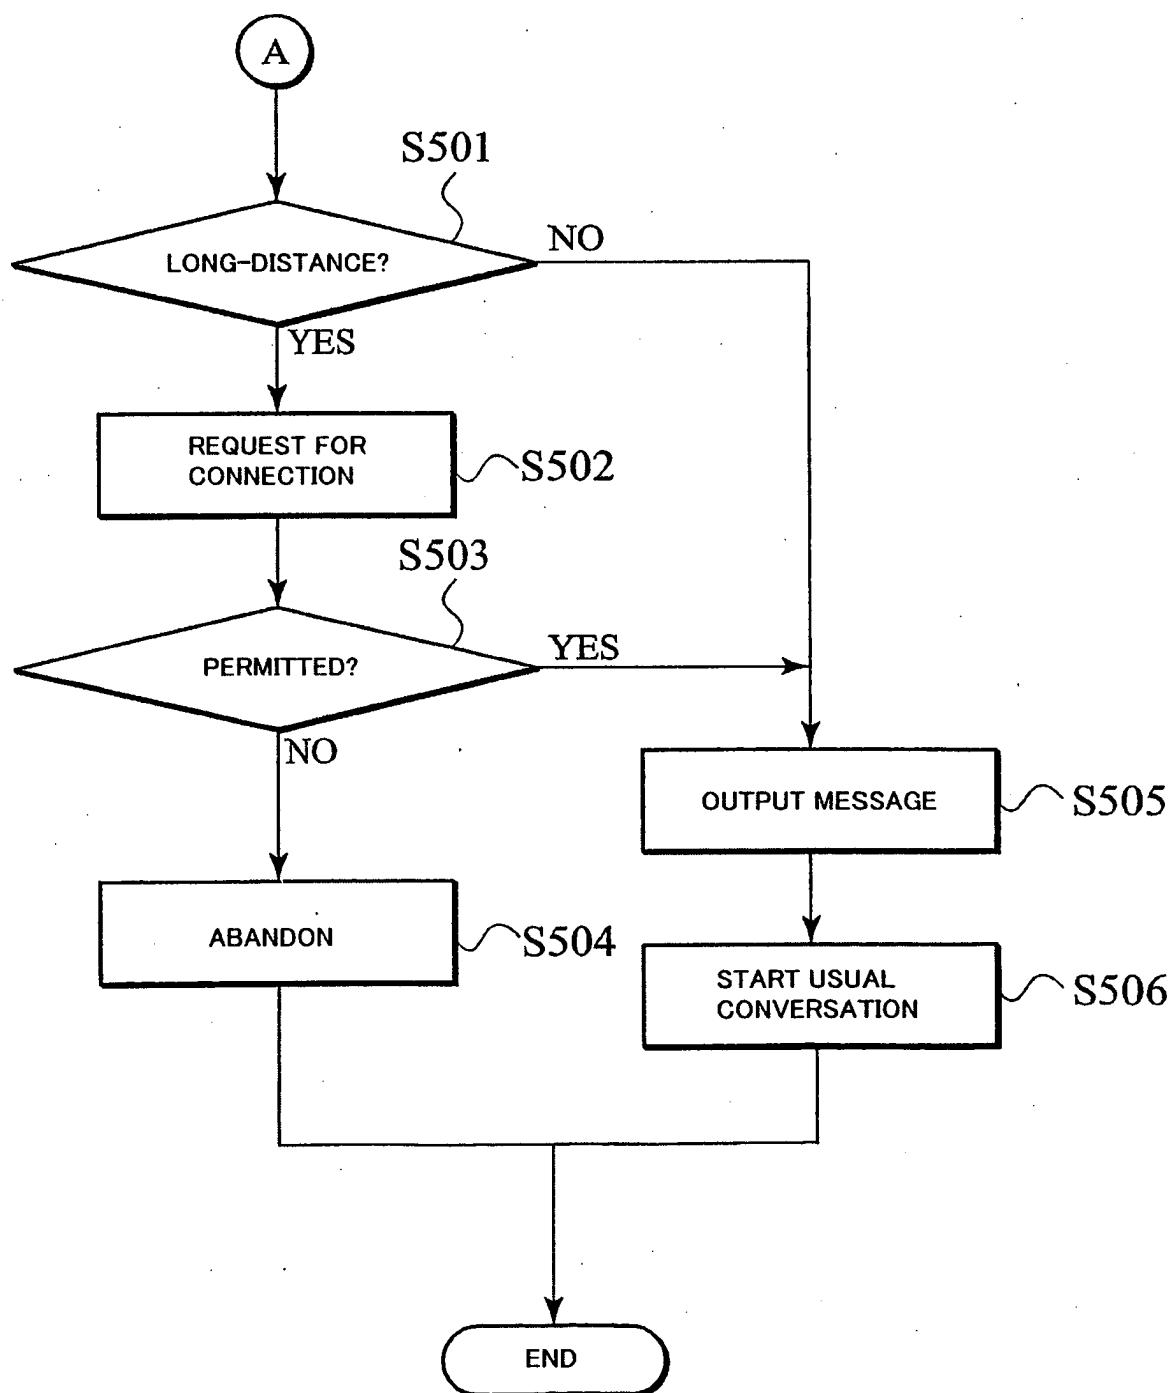 A
S501
LONG-DISTANCE?
NO
YES
REQUEST FOR
CONNECTION
S502
S503
PERMITTED?
YES
NO
OUTPUT MESSAGE
S505
ABANDON
S504
START USUAL
CONVERSATION
S506
END